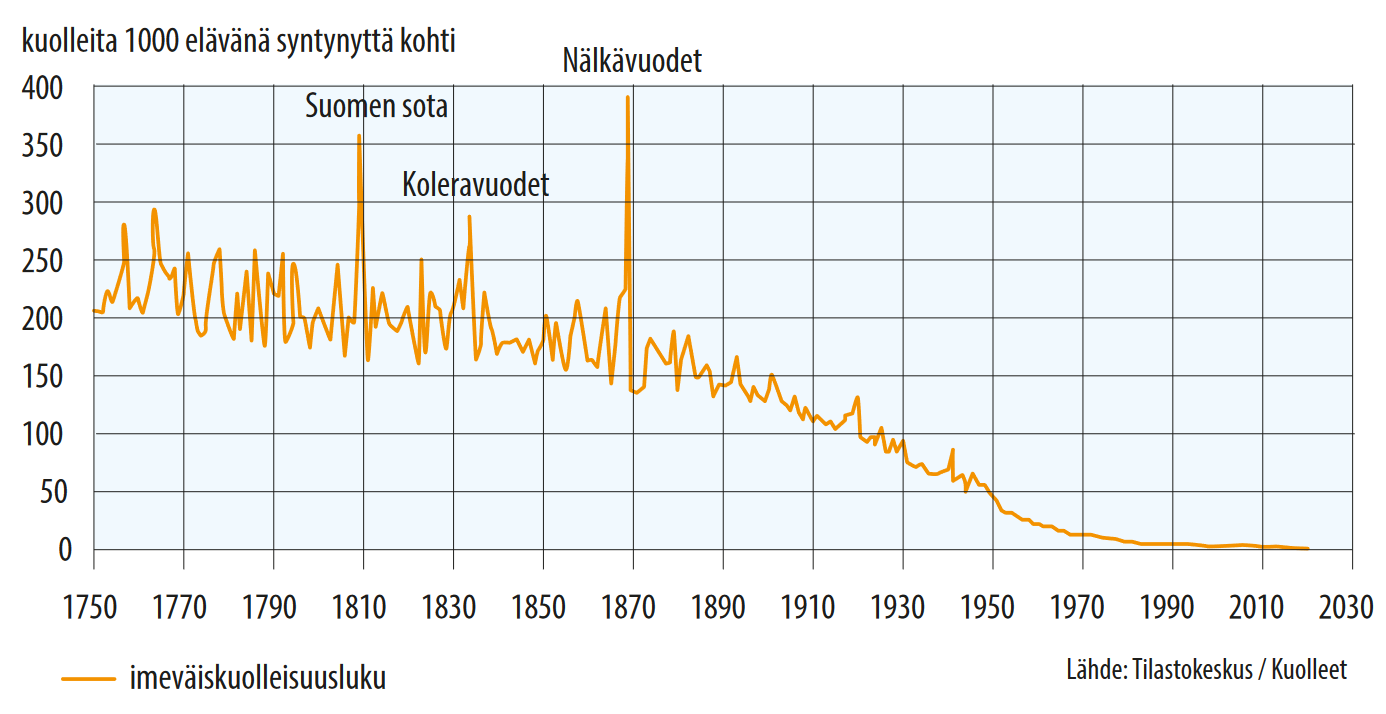 kuolleita 1000 elävänä syntynyttä kohti
Nälkävuodet
Suomen sota
Koleravuodet
400
350
300
250
200
150
100
50
0
1750 1770 1790 1810 1830 1850 1870 1890 1910 1930 1950 1970 1990 2010 2030
imeväiskuolleisuusluku
Lähde: Tilastokeskus / Kuolleet